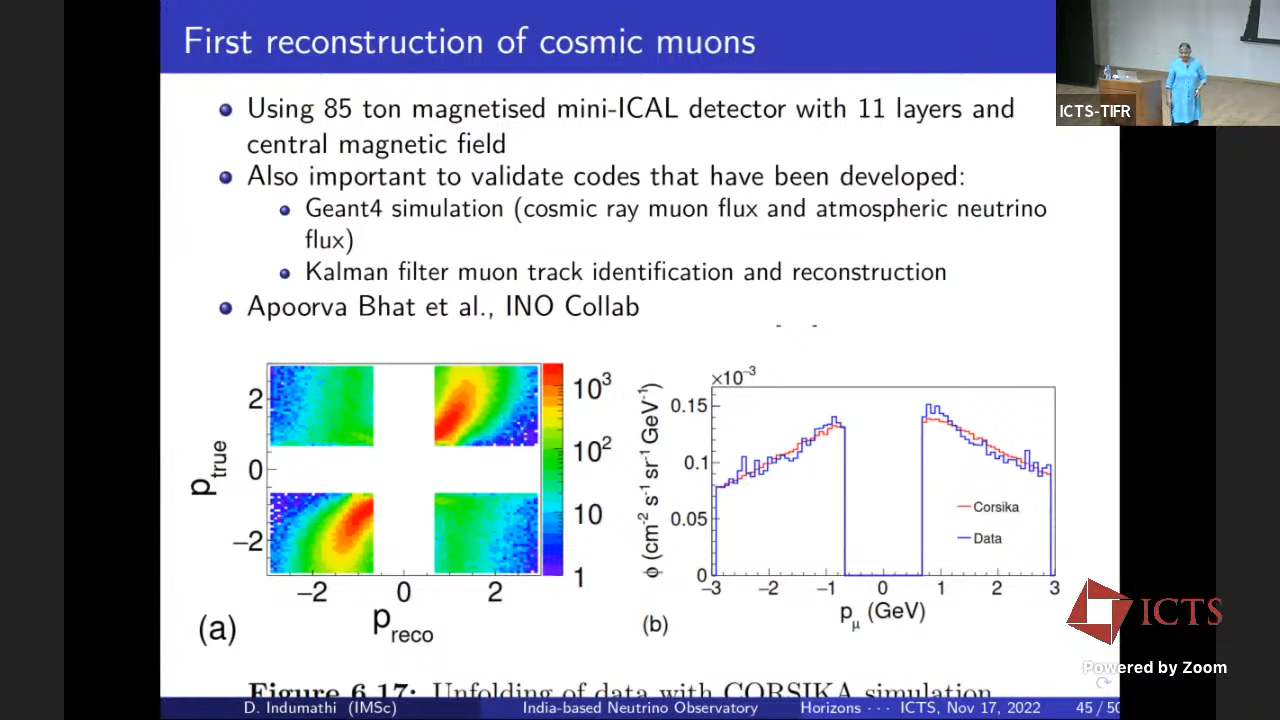 First reconstruction of cosmic muons
Using 85 ton magnetised mini-ICAL detector with 11 layers and
central magnetic field
Also important to validate codes that have been developed:
Geant4 simulation (cosmic ray muon flux and atmospheric neutrino
flux)
Kalman filter muon track identification and reconstruction
Apoorva Bhat et al., INO Collab
ICTS-TIFR
p_true
2
0
−2
−2 0 2
p_reco
10³
10²
10
1
(a)
×10⁻³
ϕ (cm⁻² s⁻¹ sr⁻¹ GeV⁻¹)
0.15
0.1
0.05
0
−3 −2 −1 0 1 2 3
p_μ (GeV)
Corsika
Data
(b)
ICTS
Powered by Zoom
Figure 6.17: Unfolding of data with CORSIKA simulation
D. Indumathi (IMSc) India-based Neutrino Observatory Horizons · · · ICTS, Nov 17, 2022 45 / 50